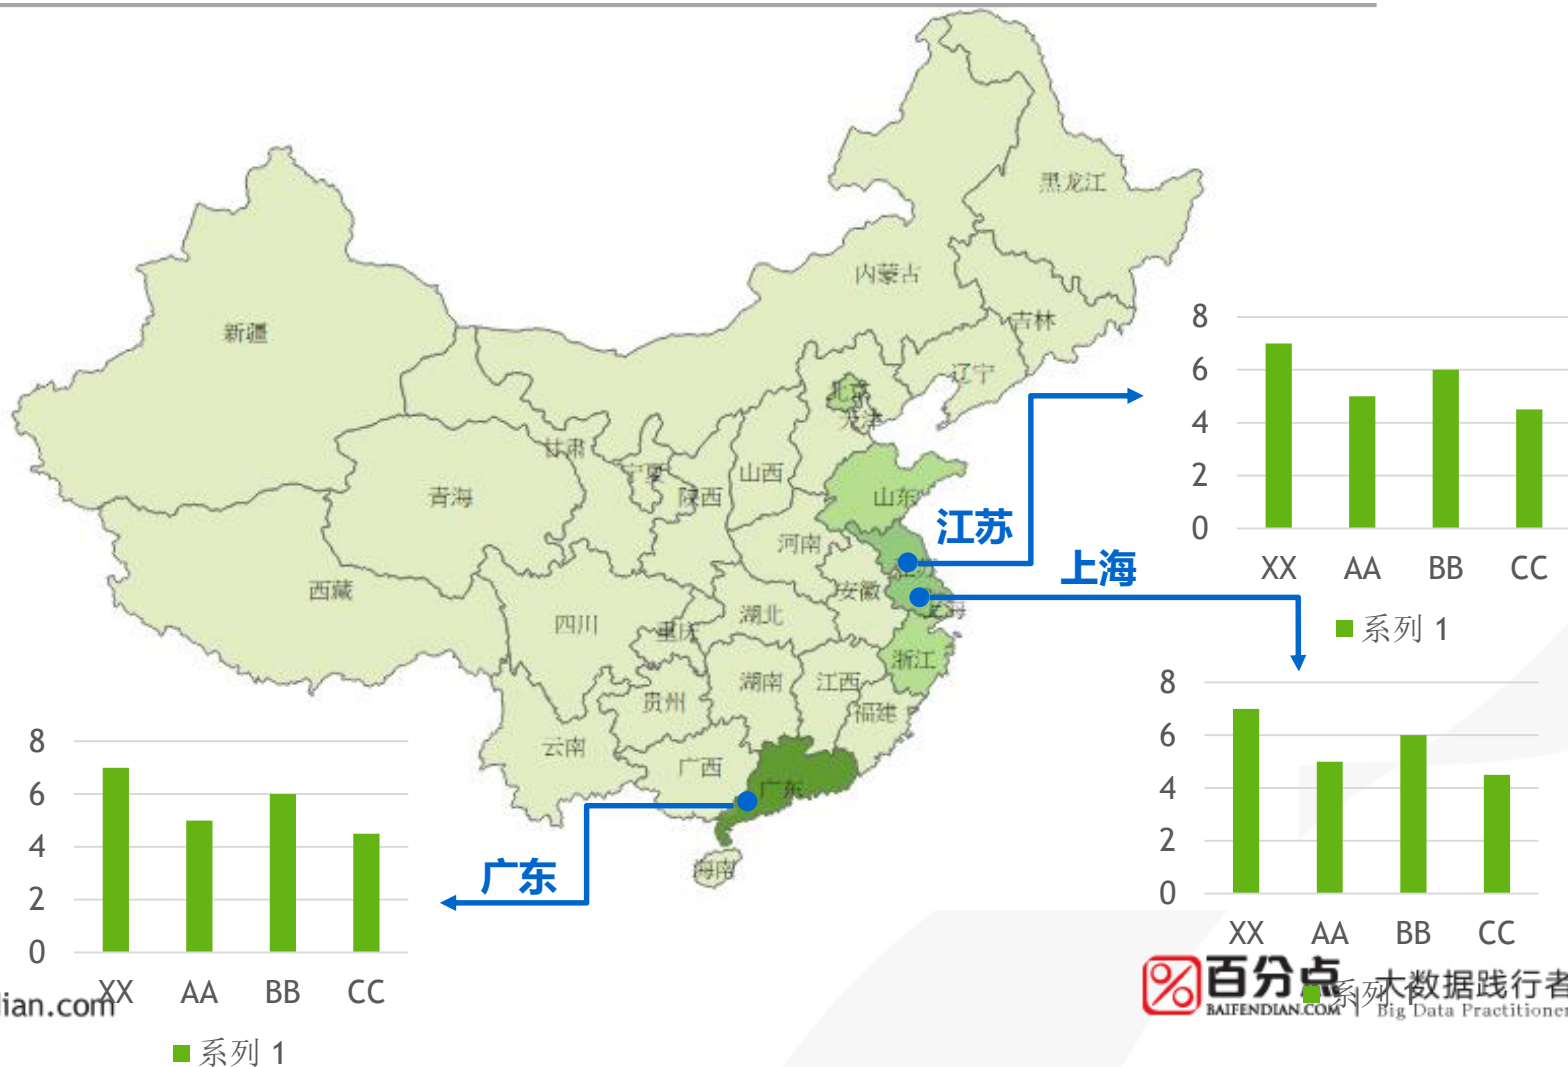 黑龙江
内蒙古
吉林
新疆
辽宁
北京
天津
甘肃
宁夏
山西
青海
陕西
山东
河南
江苏
西藏
安徽
上海
四川
湖北
重庆
浙江
湖南
江西
贵州
福建
云南
广西
广东
海南
江苏
上海
广东
8
6
4
2
0
XX AA BB CC
系列 1
8
6
4
2
0
XX AA BB CC
系列 1
8
6
4
2
0
XX AA BB CC
系列 1
dian.com
百分点
BAIFENDIAN.COM
大数据践行者
Big Data Practitioner